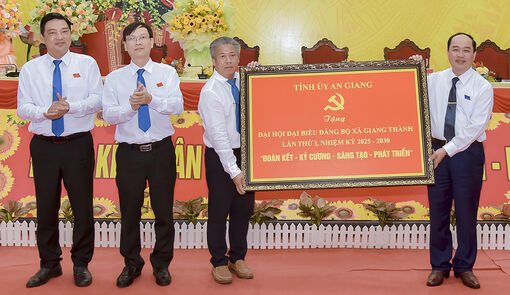 TỈNH ỦY AN GIANG
Tặng
ĐẠI HỘI ĐẠI BIỂU ĐẢNG BỘ XÃ GIANG THÀNH
LẦN THỨ I, NHIỆM KỲ 2025 - 2030
"ĐOÀN KẾT - KỶ CƯƠNG - SÁNG TẠO - PHÁT TRIỂN"